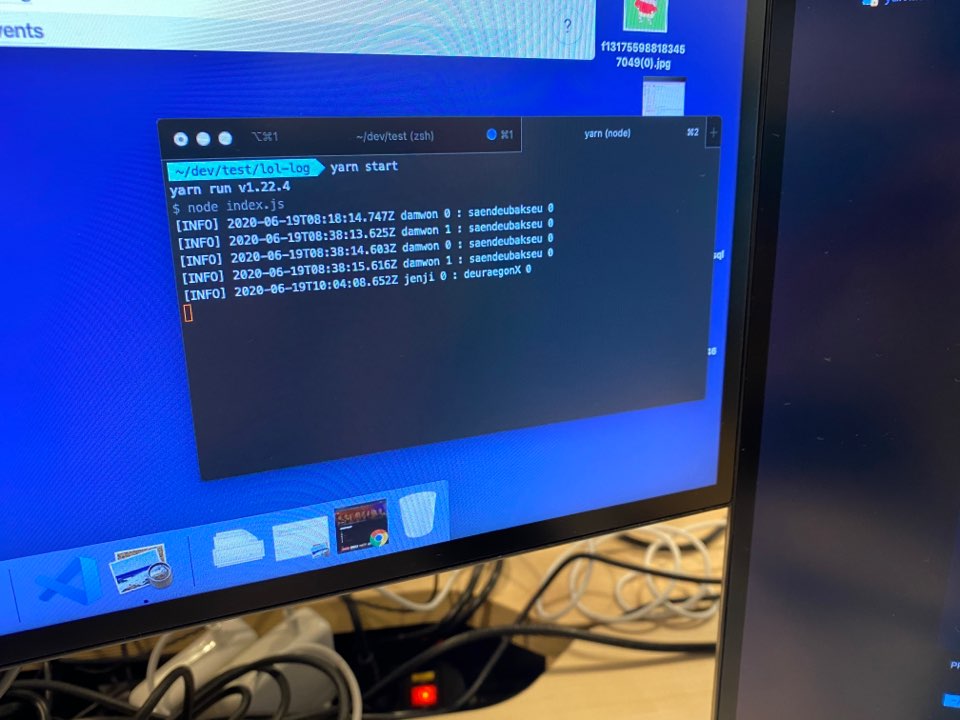 vents
?
f13175598818345
7049(0).jpg
⌥⌘1
~/dev/test (zsh)
⌘1
yarn (node)
⌘2
+
~/dev/test/lol-log yarn start
yarn run v1.22.4
$ node index.js
[INFO] 2020-06-19T08:18:14.747Z damwon 0 : saendeubakseu 0
[INFO] 2020-06-19T08:38:13.625Z damwon 1 : saendeubakseu 0
[INFO] 2020-06-19T08:38:14.603Z damwon 0 : saendeubakseu 0
[INFO] 2020-06-19T08:38:15.616Z damwon 1 : saendeubakseu 0
[INFO] 2020-06-19T10:04:08.652Z jenji 0 : deuraegonX 0
sql